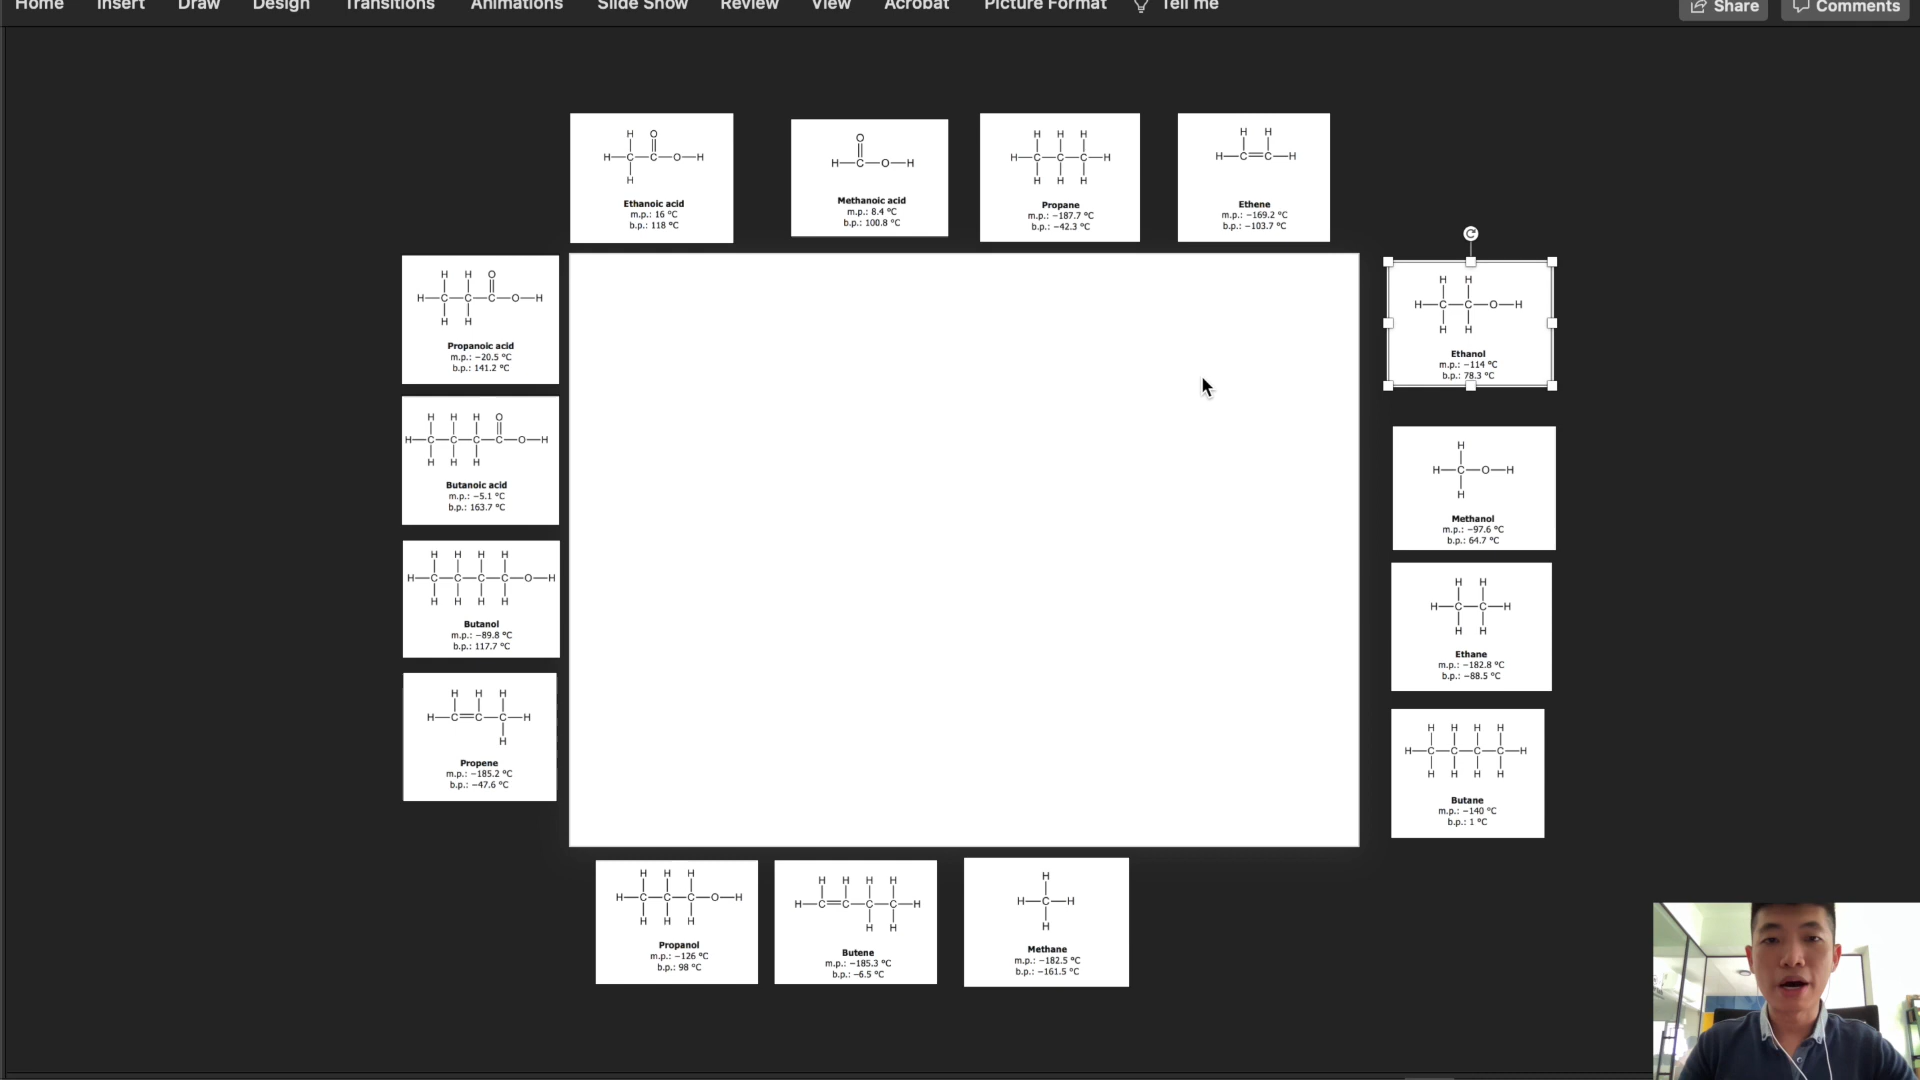 Home Insert Draw Design Transitions Animations Slide Show Review View Acrobat Picture Format Tell me Share Comments
H O
H C C O H
H
Ethanoic acid
m.p.: 16 °C
b.p.: 118 °C
O
H C O H
Methanoic acid
m.p.: 8.4 °C
b.p.: 100.8 °C
H H H
H C C C H
H H H
Propane
m.p.: −187.7 °C
b.p.: −42.3 °C
H H
H C C H
Ethene
m.p.: −169.2 °C
b.p.: −103.7 °C
H H O
H C C C O H
H H
Propanoic acid
m.p.: −20.5 °C
b.p.: 141.2 °C
H H
H C C O H
H H
Ethanol
m.p.: −114 °C
b.p.: 78.3 °C
H H H O
H C C C C O H
H H H
Butanoic acid
m.p.: −5.1 °C
b.p.: 163.7 °C
H
H C O H
H
Methanol
m.p.: −97.6 °C
b.p.: 64.7 °C
H H H H
H C C C C O H
H H H H
Butanol
m.p.: −89.8 °C
b.p.: 117.7 °C
H H
H C C H
H H
Ethane
m.p.: −182.8 °C
b.p.: −88.5 °C
H H H
H C C C H
H
Propene
m.p.: −185.2 °C
b.p.: −47.6 °C
H H H H
H C C C C H
H H H H
Butane
m.p.: −140 °C
b.p.: 1 °C
H H H
H C C C O H
H H H
Propanol
m.p.: −126 °C
b.p.: 98 °C
H H H H
H C C C C H
H H
Butene
m.p.: −185.3 °C
b.p.: −6.5 °C
H
H C H
H
Methane
m.p.: −182.5 °C
b.p.: −161.5 °C